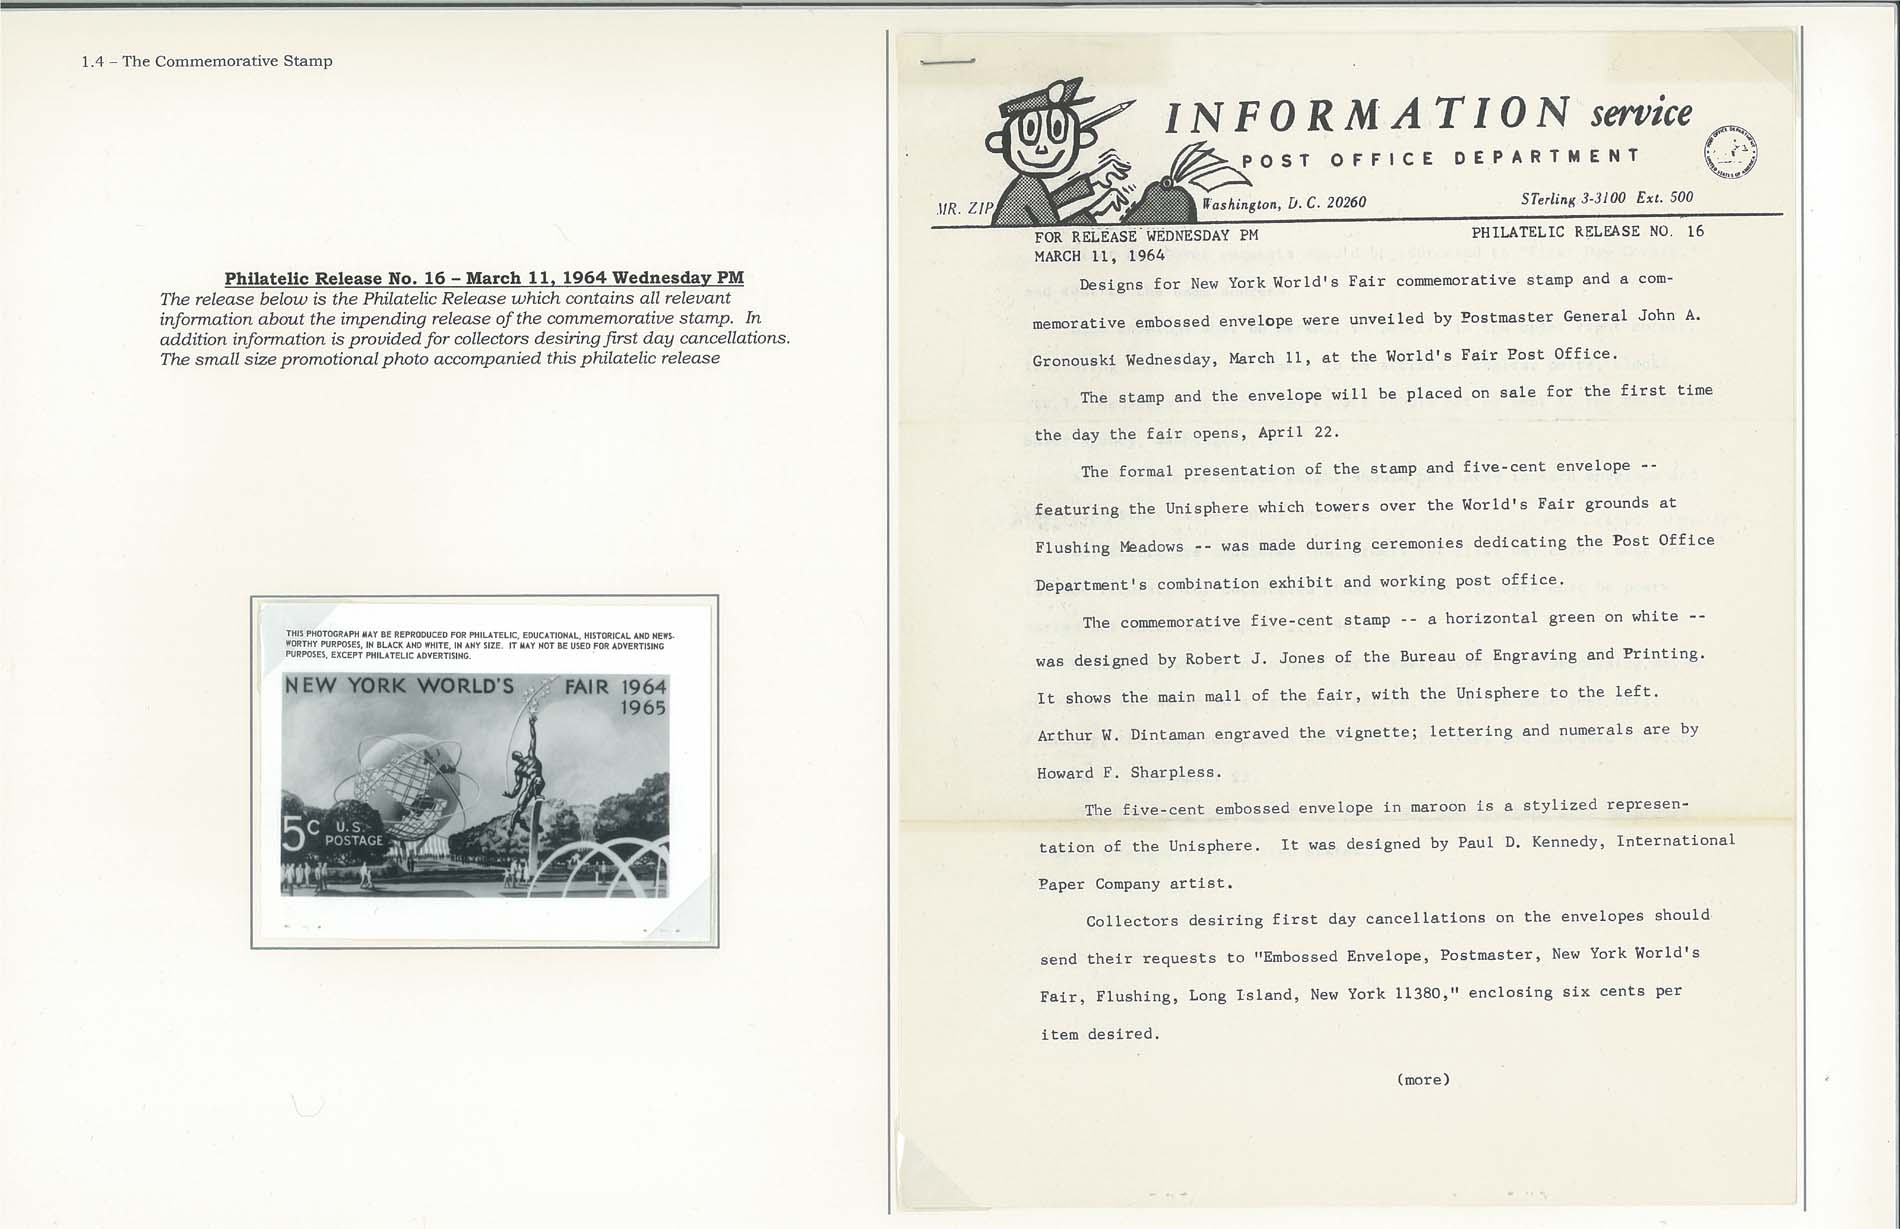 1.4 – The Commemorative Stamp
Philatelic Release No. 16 – March 11, 1964 Wednesday PM
The release below is the Philatelic Release which contains all relevant
information about the impending release of the commemorative stamp.  In
addition information is provided for collectors desiring first day cancellations.
The small size promotional photo accompanied this philatelic release
THIS PHOTOGRAPH MAY BE REPRODUCED FOR PHILATELIC, EDUCATIONAL, HISTORICAL AND NEWS-
WORTHY PURPOSES, IN BLACK AND WHITE, IN ANY SIZE.  IT MAY NOT BE USED FOR ADVERTISING
PURPOSES, EXCEPT PHILATELIC ADVERTISING.
NEW YORK WORLD'S FAIR 1964
1965
5c U.S.
POSTAGE
INFORMATION service
POST OFFICE DEPARTMENT
MR. ZIP
Washington, D. C. 20260
STerling 3-3100 Ext. 500
FOR RELEASE WEDNESDAY PM
MARCH 11, 1964
PHILATELIC RELEASE NO. 16
Designs for New York World's Fair commemorative stamp and a com-
memorative embossed envelope were unveiled by Postmaster General John A.
Gronouski Wednesday, March 11, at the World's Fair Post Office.
The stamp and the envelope will be placed on sale for the first time
the day the fair opens, April 22.
The formal presentation of the stamp and five-cent envelope --
featuring the Unisphere which towers over the World's Fair grounds at
Flushing Meadows -- was made during ceremonies dedicating the Post Office
Department's combination exhibit and working post office.
The commemorative five-cent stamp -- a horizontal green on white --
was designed by Robert J. Jones of the Bureau of Engraving and Printing.
It shows the main mall of the fair, with the Unisphere to the left.
Arthur W. Dintaman engraved the vignette; lettering and numerals are by
Howard F. Sharpless.
The five-cent embossed envelope in maroon is a stylized represen-
tation of the Unisphere.  It was designed by Paul D. Kennedy, International
Paper Company artist.
Collectors desiring first day cancellations on the envelopes should
send their requests to "Embossed Envelope, Postmaster, New York World's
Fair, Flushing, Long Island, New York 11380," enclosing six cents per
item desired.
(more)